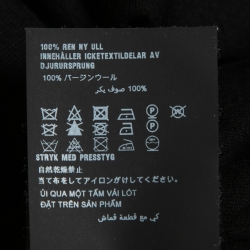 100% REN NY ULL
INNEHÅLLER ICKETEXTILDELAR AV
DJURURSPRUNG
100% バージンウール
100% صوف بكر
STRYK MED PRESSTYG
自然乾燥禁止
当て布をしてアイロンがけしてください。
ỦI QUA MỘT TẤM VẢI LÓT
ĐẶT TRÊN SẢN PHẨM
كي مع قطعة قماش